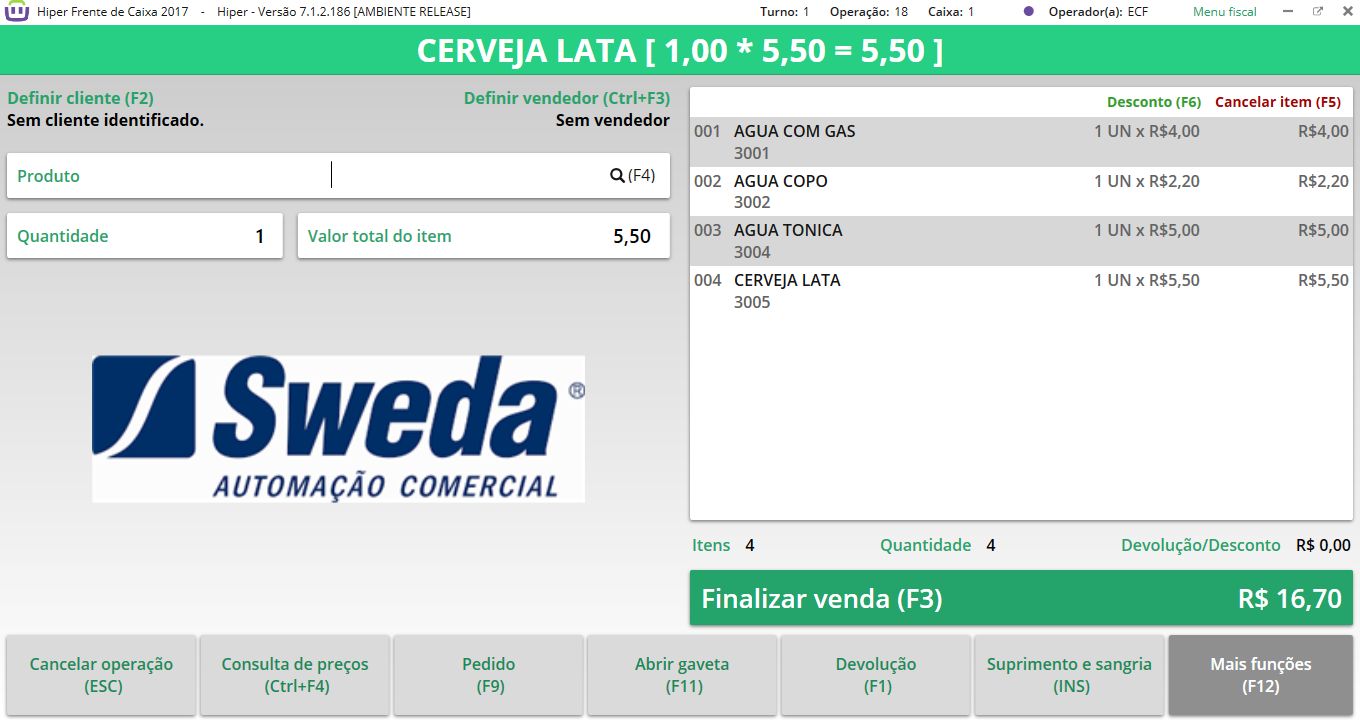 Hiper Frente de Caixa 2017 - Hiper - Versão 7.1.2.186 [AMBIENTE RELEASE] Turno: 1 Operação: 18 Caixa: 1 Operador(a): ECF Menu fiscal
CERVEJA LATA [ 1,00 * 5,50 = 5,50 ]
Definir cliente (F2) Definir vendedor (Ctrl+F3)
Sem cliente identificado. Sem vendedor
Produto (F4)
Quantidade 1 Valor total do item 5,50
Sweda ®
AUTOMAÇÃO COMERCIAL
Desconto (F6) Cancelar item (F5)
001 AGUA COM GAS 1 UN x R$4,00 R$4,00
3001
002 AGUA COPO 1 UN x R$2,20 R$2,20
3002
003 AGUA TONICA 1 UN x R$5,00 R$5,00
3004
004 CERVEJA LATA 1 UN x R$5,50 R$5,50
3005
Itens 4 Quantidade 4 Devolução/Desconto R$ 0,00
Finalizar venda (F3) R$ 16,70
Cancelar operação Consulta de preços Pedido Abrir gaveta Devolução Suprimento e sangria Mais funções
(ESC) (Ctrl+F4) (F9) (F11) (F1) (INS) (F12)